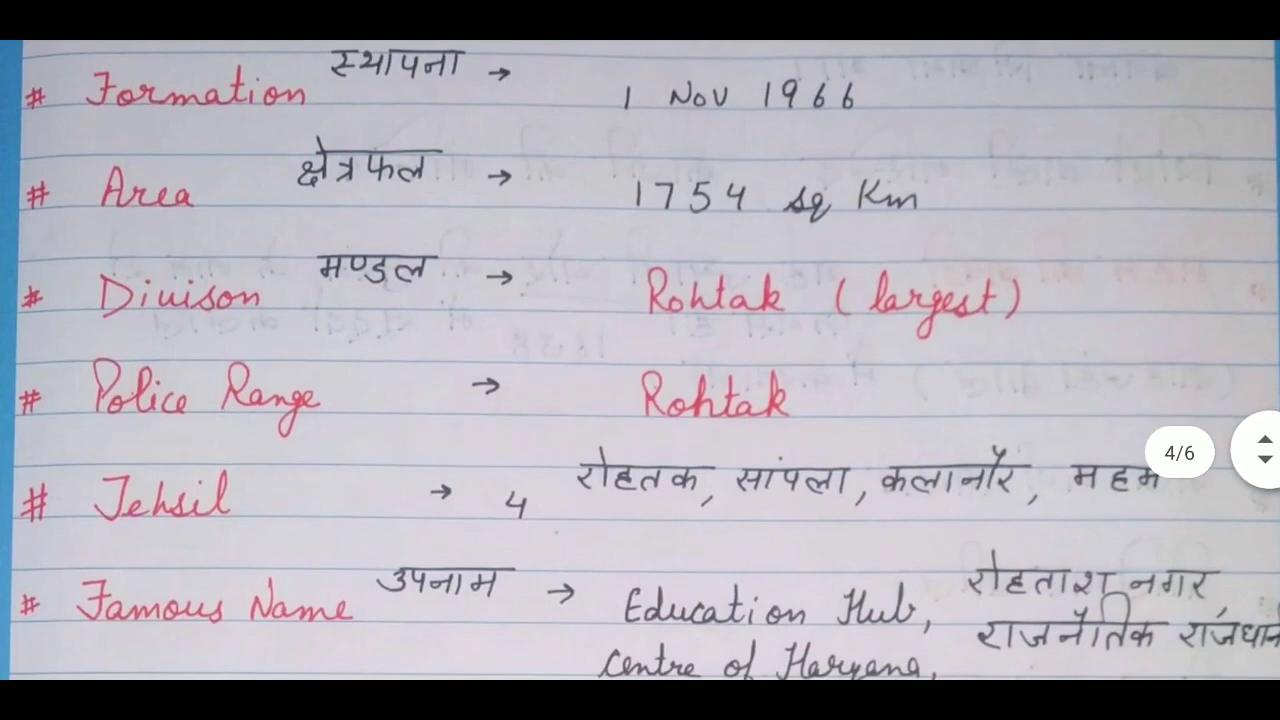 # Formation स्थापना → 1 Nov 1966
# Area क्षेत्रफल → 1754 sq Km
# Divison मण्डल → Rohtak (largest)
# Police Range → Rohtak
4/6
# Tehsil → 4 रोहतक, सांपला, कलानौर, महम
# Famous Name उपनाम → Education Hub, रोहताश नगर,
राजनैतिक राजधान
Centre of Haryana,